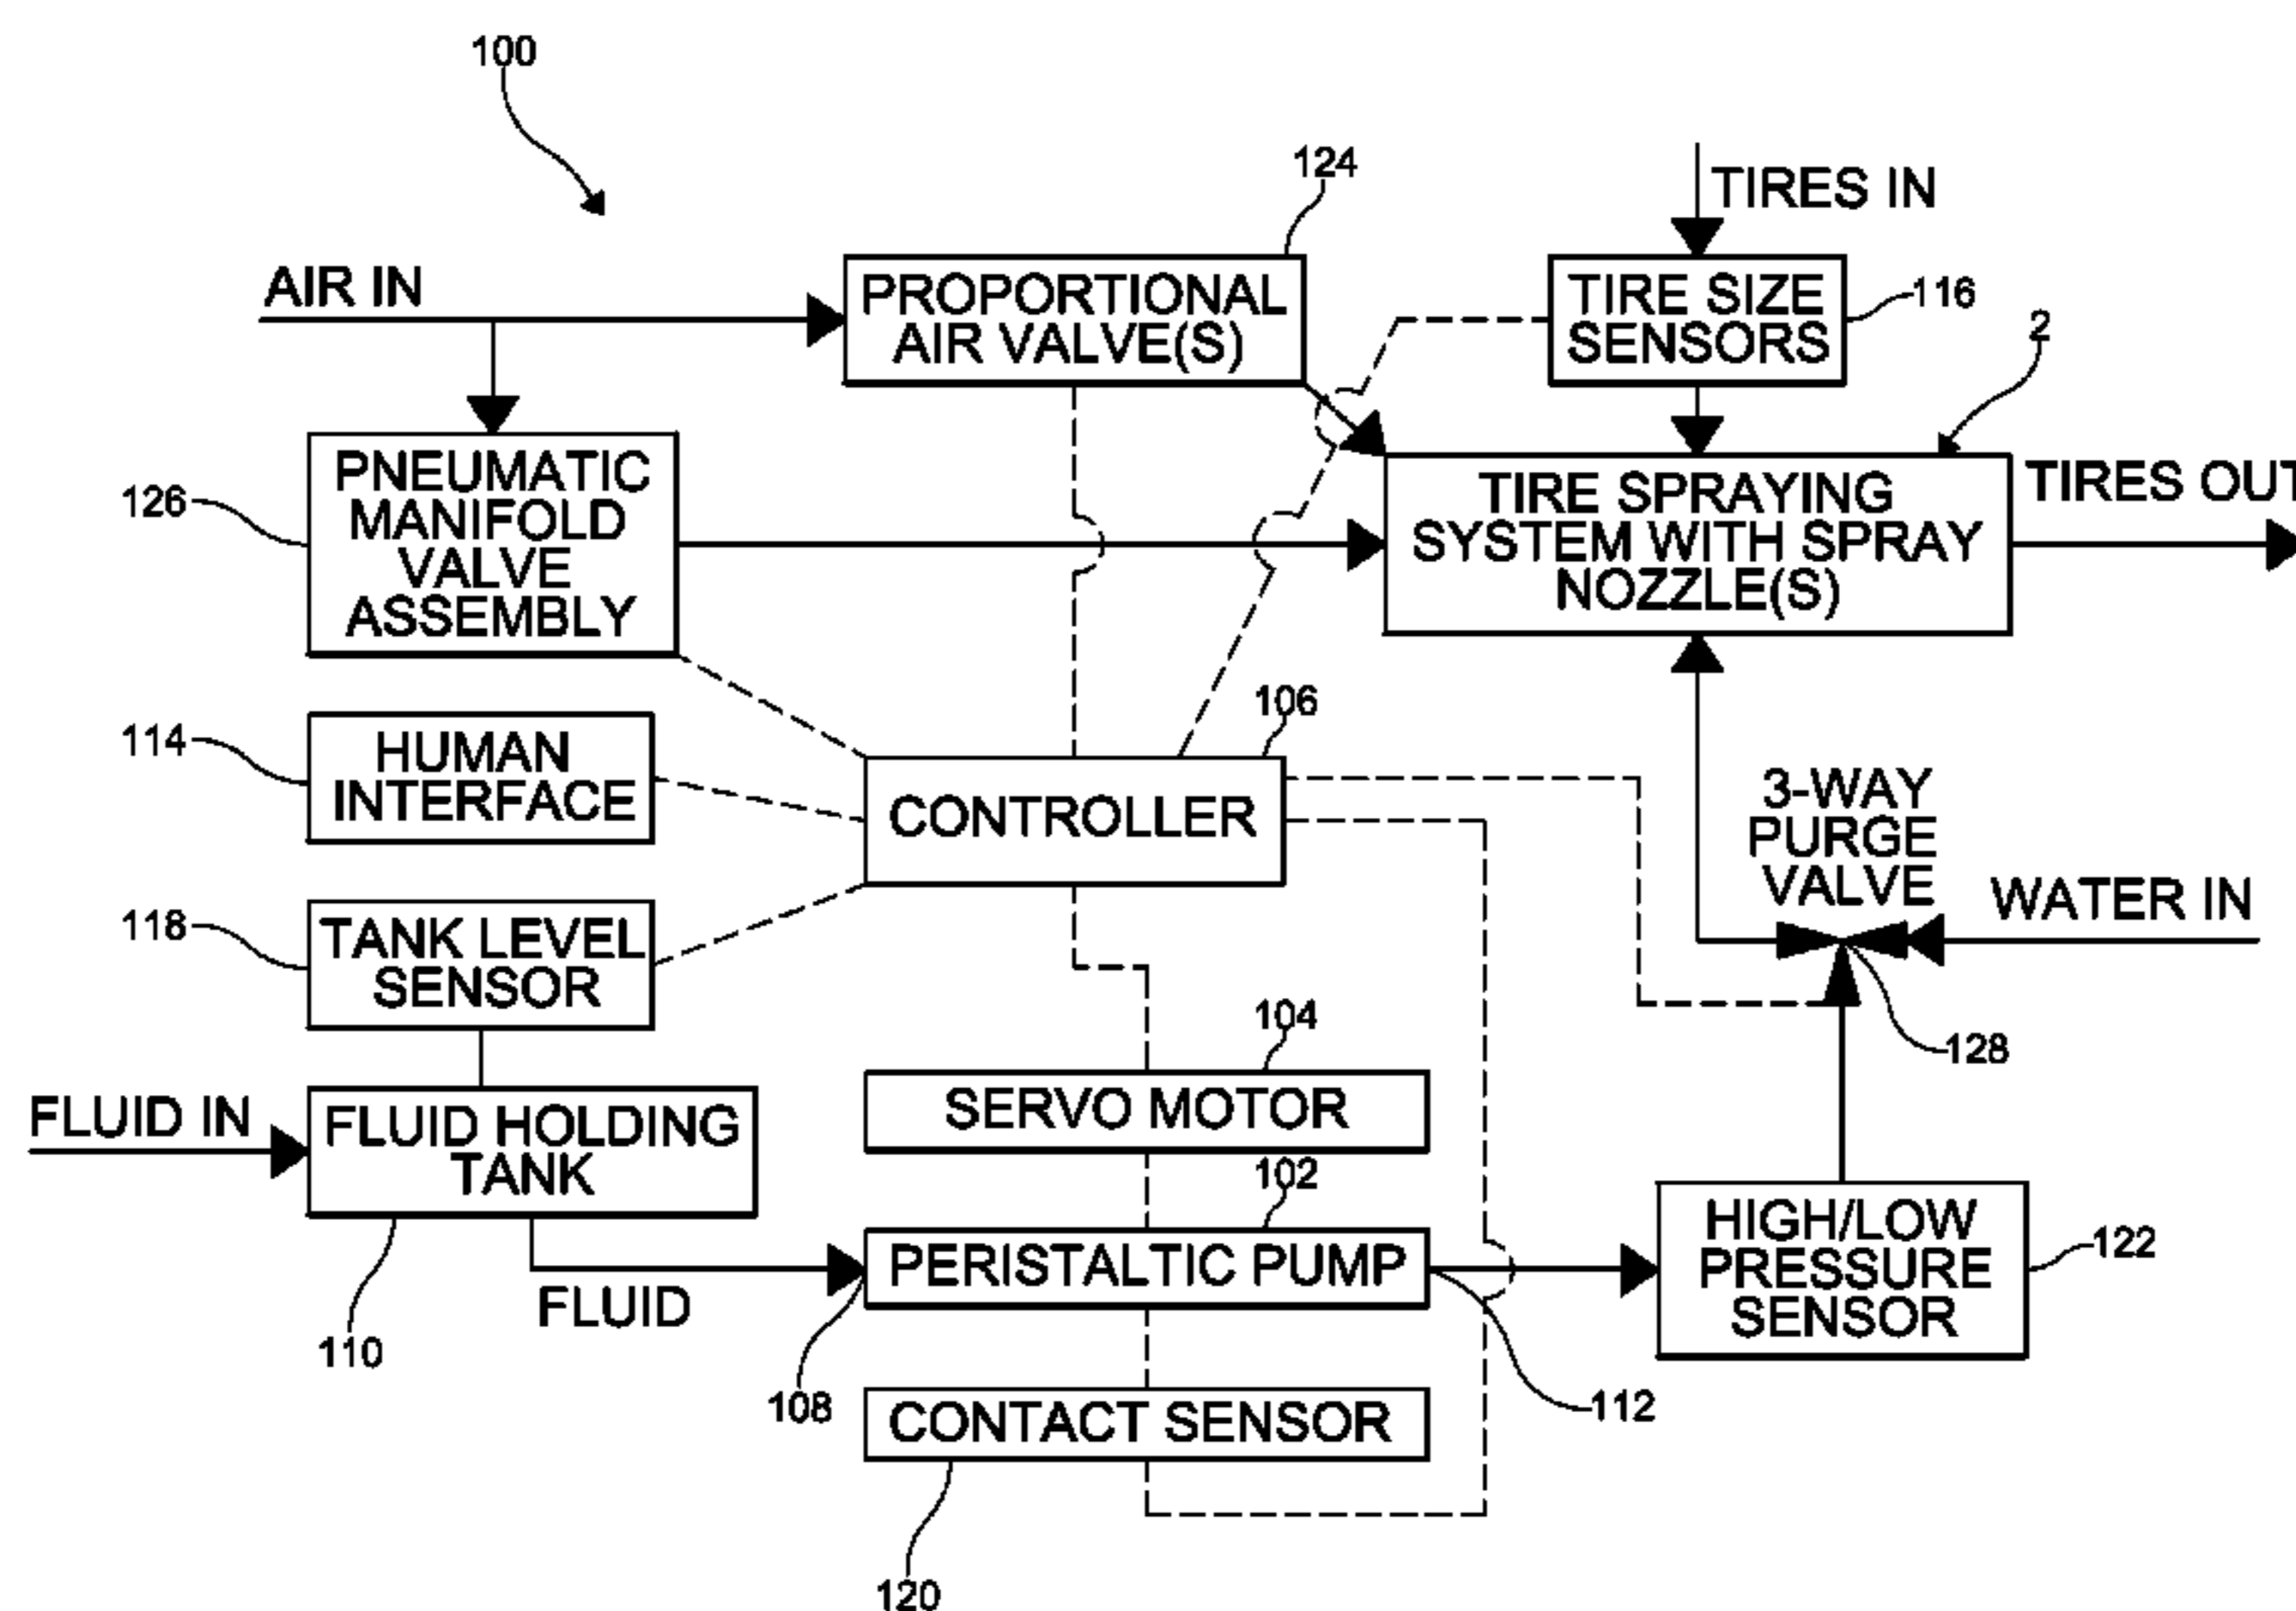 100
124
TIRES IN
AIR IN
PROPORTIONAL
AIR VALVE(S)
TIRE SIZE
SENSORS
116
2
126
PNEUMATIC
MANIFOLD
VALVE
ASSEMBLY
TIRE SPRAYING
SYSTEM WITH SPRAY
NOZZLE(S)
TIRES OUT
106
114
HUMAN
INTERFACE
CONTROLLER
3-WAY
PURGE
VALVE
WATER IN
118
TANK LEVEL
SENSOR
104
128
FLUID IN
FLUID HOLDING
TANK
SERVO MOTOR
102
PERISTALTIC PUMP
HIGH/LOW
PRESSURE
SENSOR
122
FLUID
110
108
CONTACT SENSOR
112
120